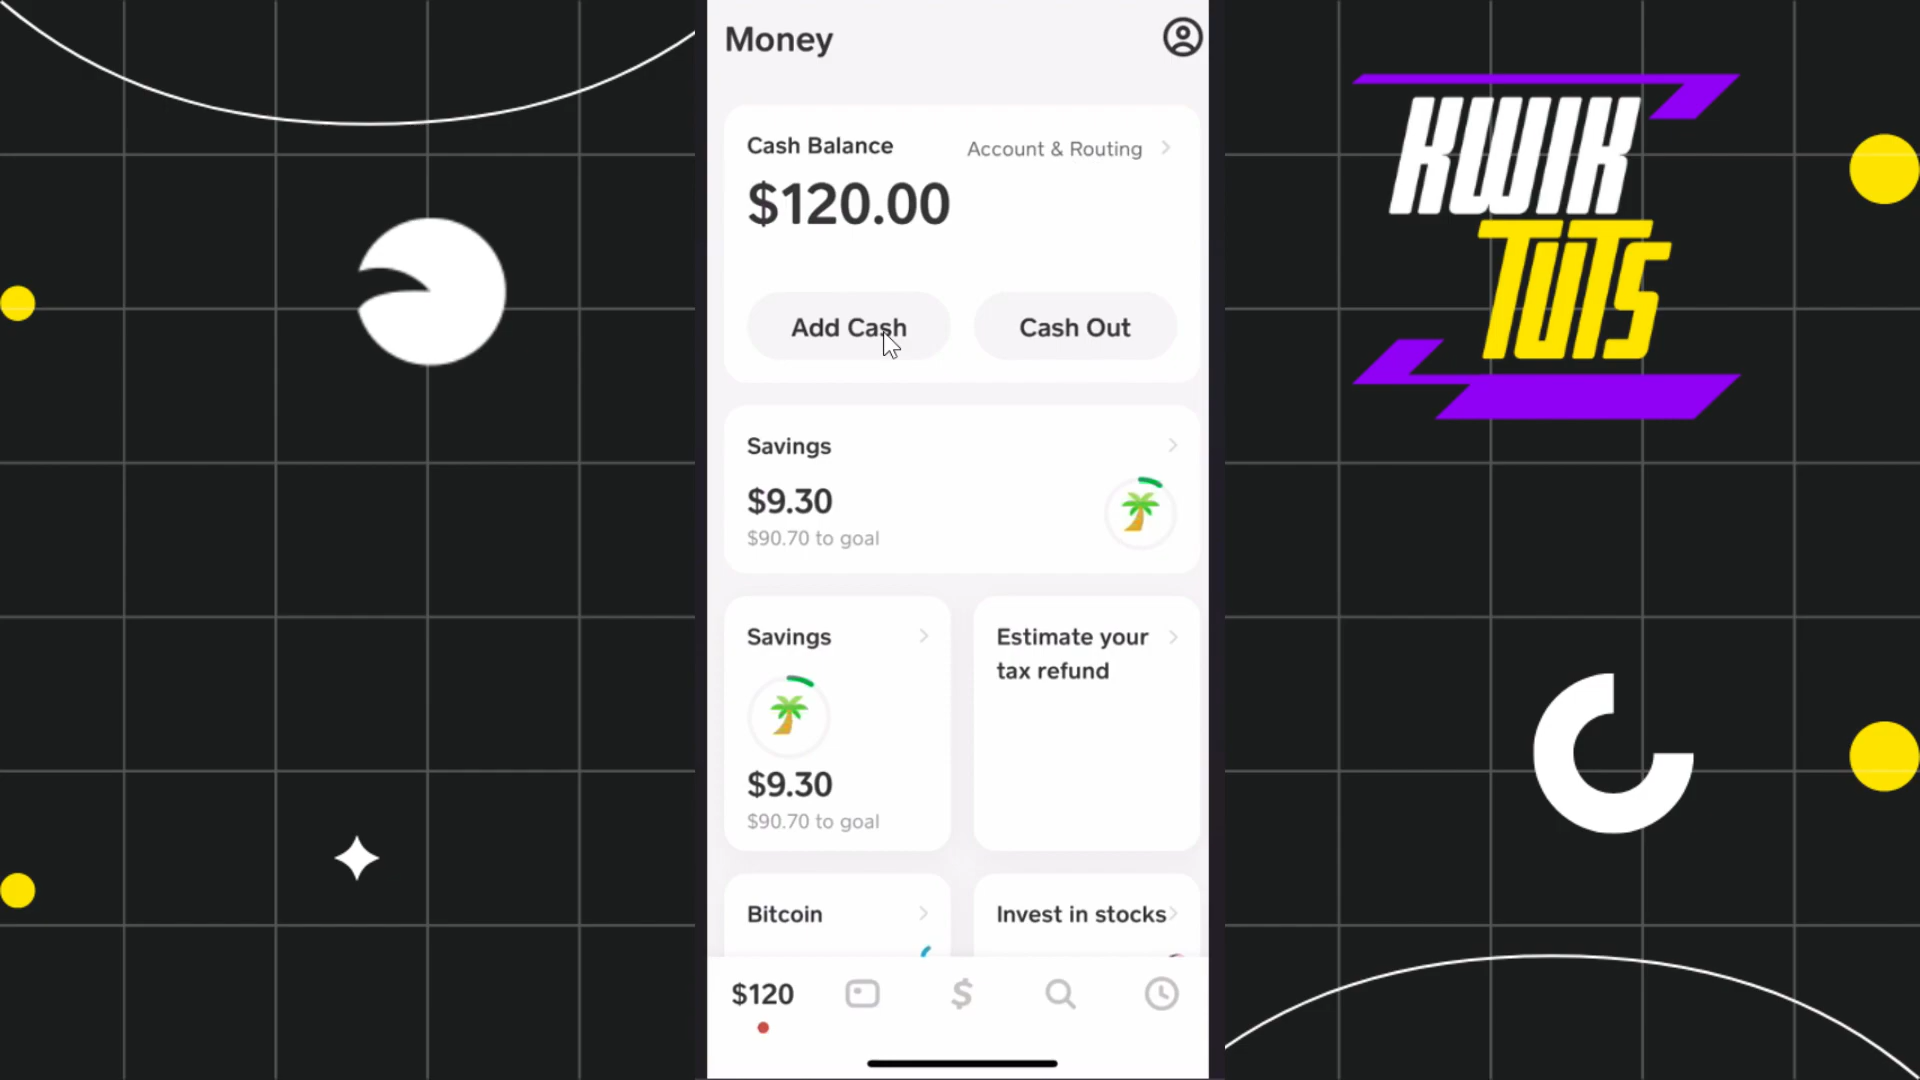 Money
Cash Balance
Account & Routing
$120.00
Add Cash
Cash Out
Savings
$9.30
$90.70 to goal
Savings
$9.30
$90.70 to goal
Estimate your
tax refund
Bitcoin
Invest in stocks
$120
$
KWIK
TUTS